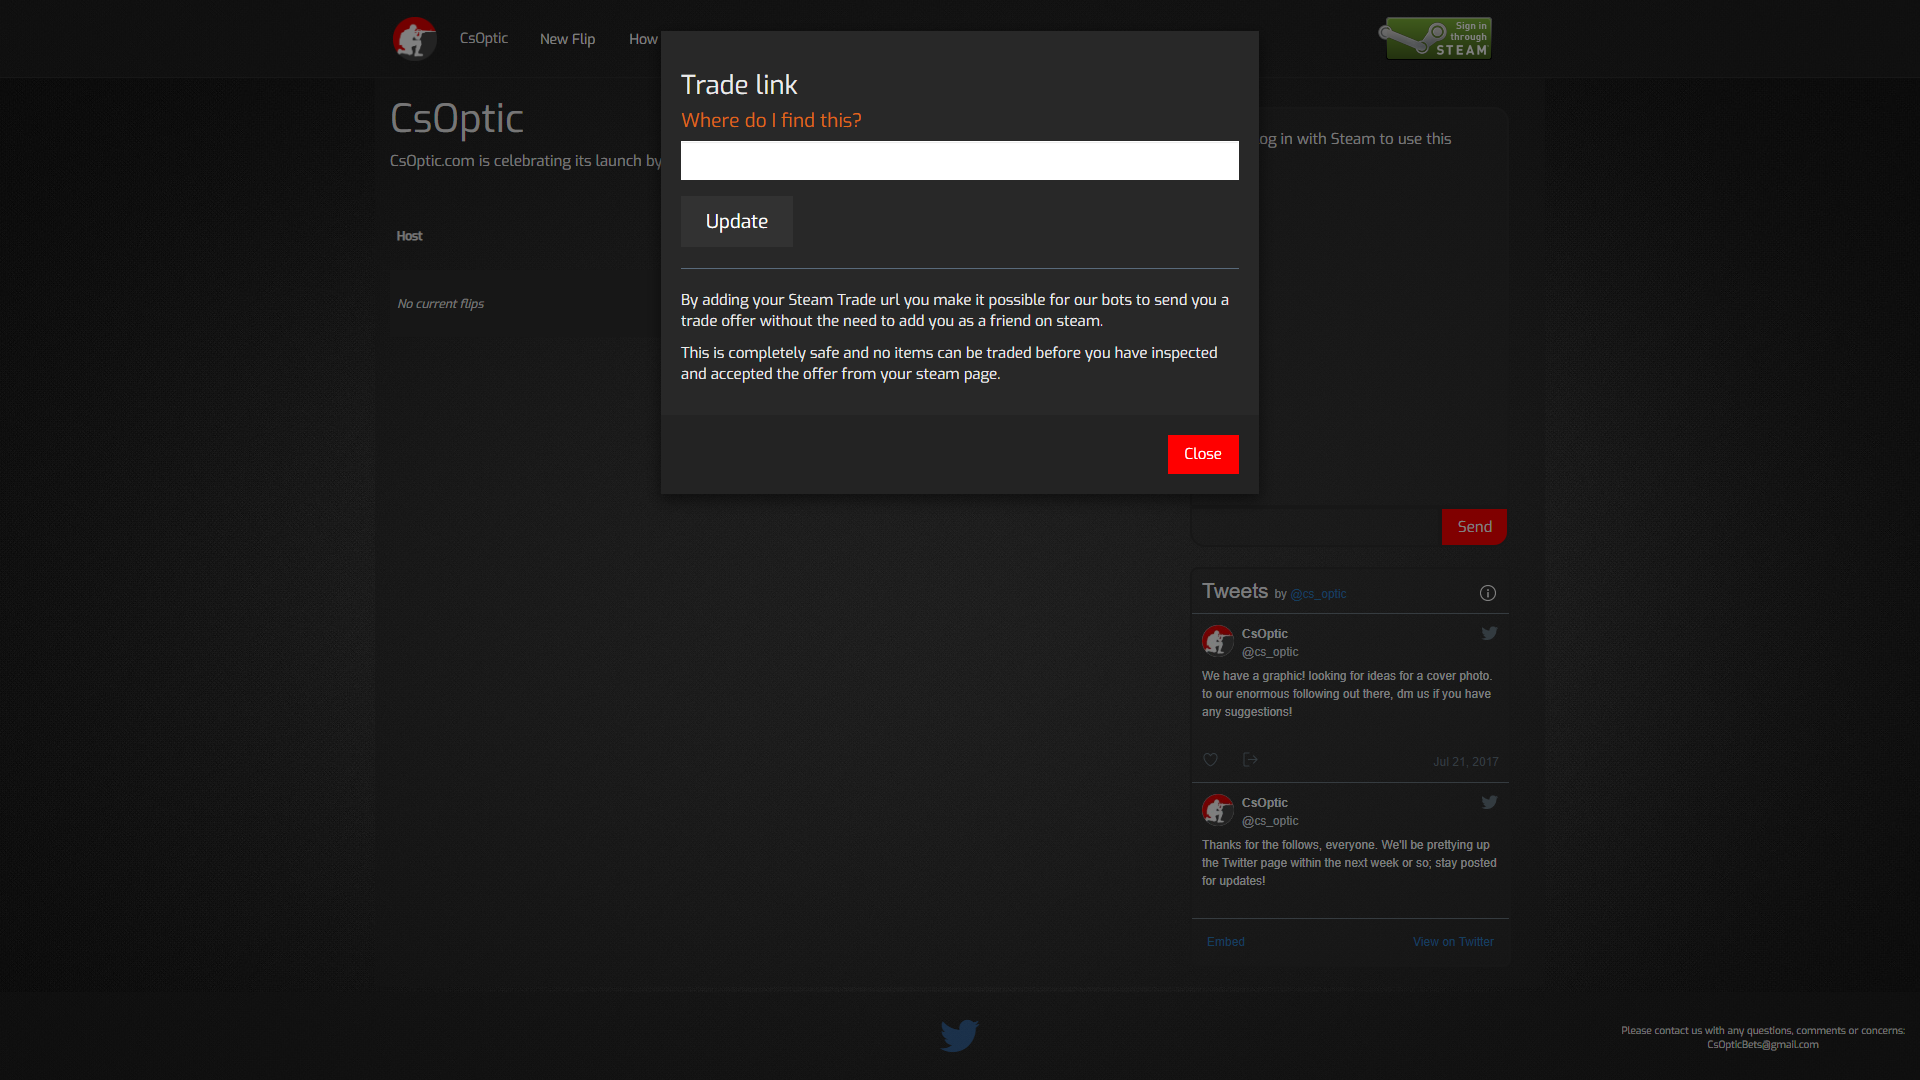 CsOptic
New Flip
How
Sign in
through
STEAM
Trade link
Where do I find this?
Update
By adding your Steam Trade url you make it possible for our bots to send you a
trade offer without the need to add you as a friend on steam.
This is completely safe and no items can be traded before you have inspected
and accepted the offer from your steam page.
Close
CsOptic
CsOptic.com is celebrating its launch by
Host
No current flips
in with Steam to use this
Send
Tweets by @cs_optic
CsOptic
@cs_optic
We have a graphic! looking for ideas for a cover photo.
to our enormous following out there, dm us if you have
any suggestions!
Jul 21, 2017
CsOptic
@cs_optic
Thanks for the follows, everyone. We'll be prettying up
the Twitter page within the next week or so; stay posted
for updates!
Embed
View on Twitter
Please contact us with any questions, comments or concerns:
CsOpticBets@gmail.com